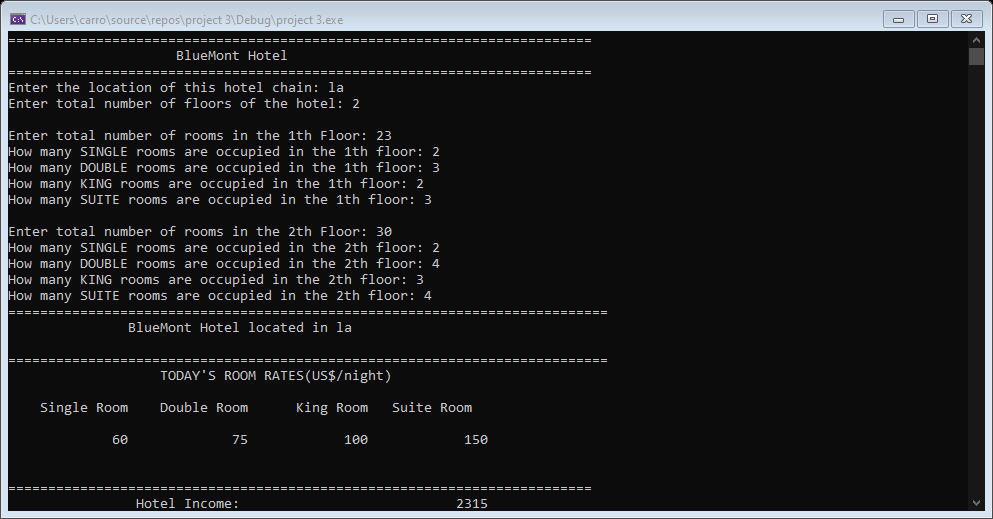 C:\Users\carro\source\repos\project 3\Debug\project 3.exe
=========================================================================
BlueMont Hotel
=========================================================================
Enter the location of this hotel chain: la
Enter total number of floors of the hotel: 2
Enter total number of rooms in the 1th Floor: 23
How many SINGLE rooms are occupied in the 1th floor: 2
How many DOUBLE rooms are occupied in the 1th floor: 3
How many KING rooms are occupied in the 1th floor: 2
How many SUITE rooms are occupied in the 1th floor: 3
Enter total number of rooms in the 2th Floor: 30
How many SINGLE rooms are occupied in the 2th floor: 2
How many DOUBLE rooms are occupied in the 2th floor: 4
How many KING rooms are occupied in the 2th floor: 3
How many SUITE rooms are occupied in the 2th floor: 4
===========================================================================
BlueMont Hotel located in la
===========================================================================
TODAY'S ROOM RATES(US$/night)
Single Room Double Room King Room Suite Room
60 75 100 150
=========================================================================
Hotel Income: 2315